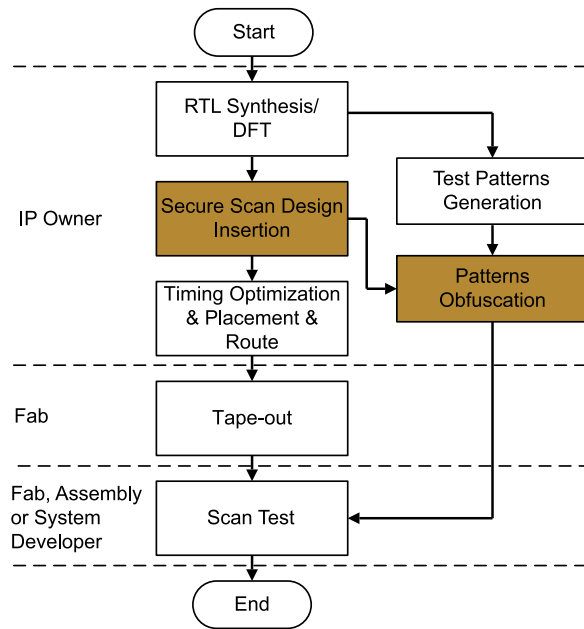 Start
RTL Synthesis/
DFT
Test Patterns
Generation
IP Owner
Secure Scan Design
Insertion
Patterns
Obfuscation
Timing Optimization
& Placement &
Route
Fab
Tape-out
Fab, Assembly
or System
Developer
Scan Test
End